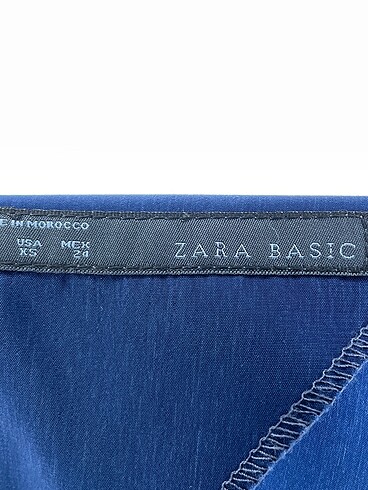 E IN MOROCCO
USA MEX
XS 24
ZARA BASIC